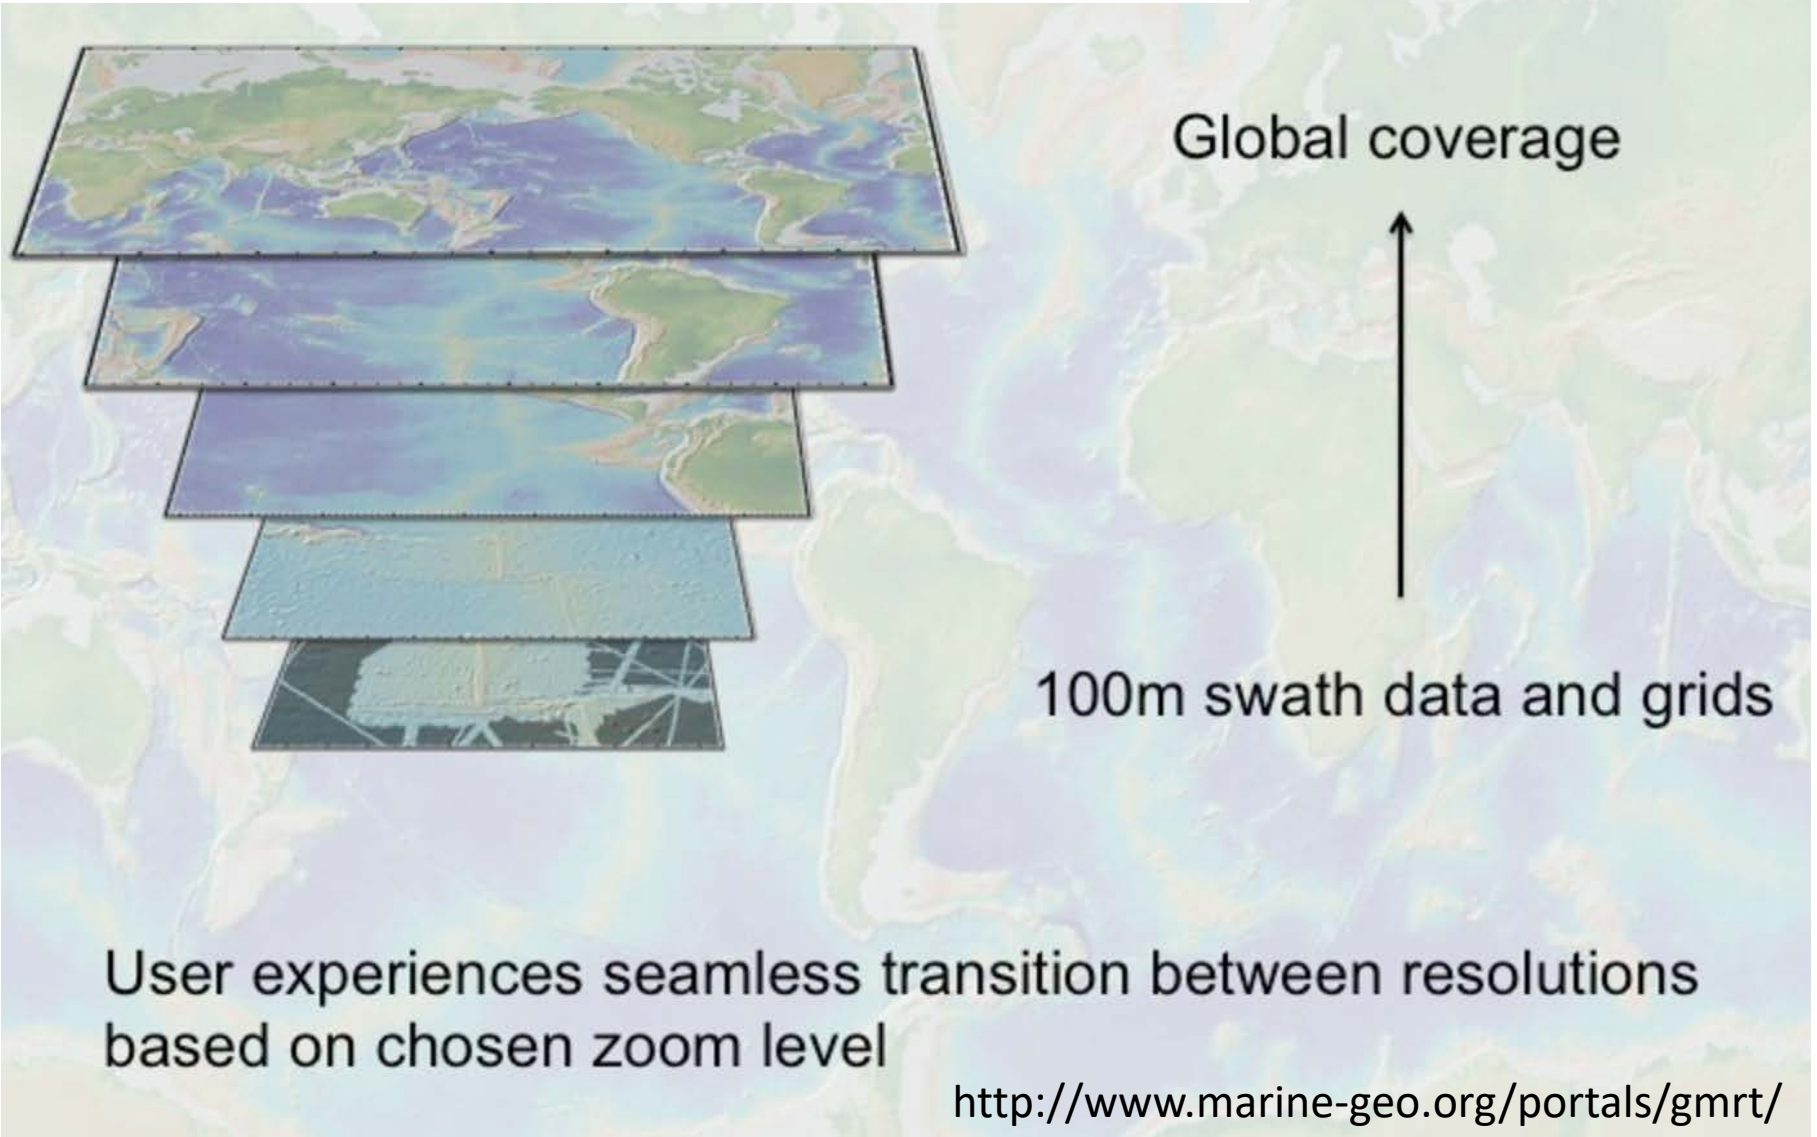 Global coverage
100m swath data and grids
User experiences seamless transition between resolutions
based on chosen zoom level
http://www.marine-geo.org/portals/gmrt/